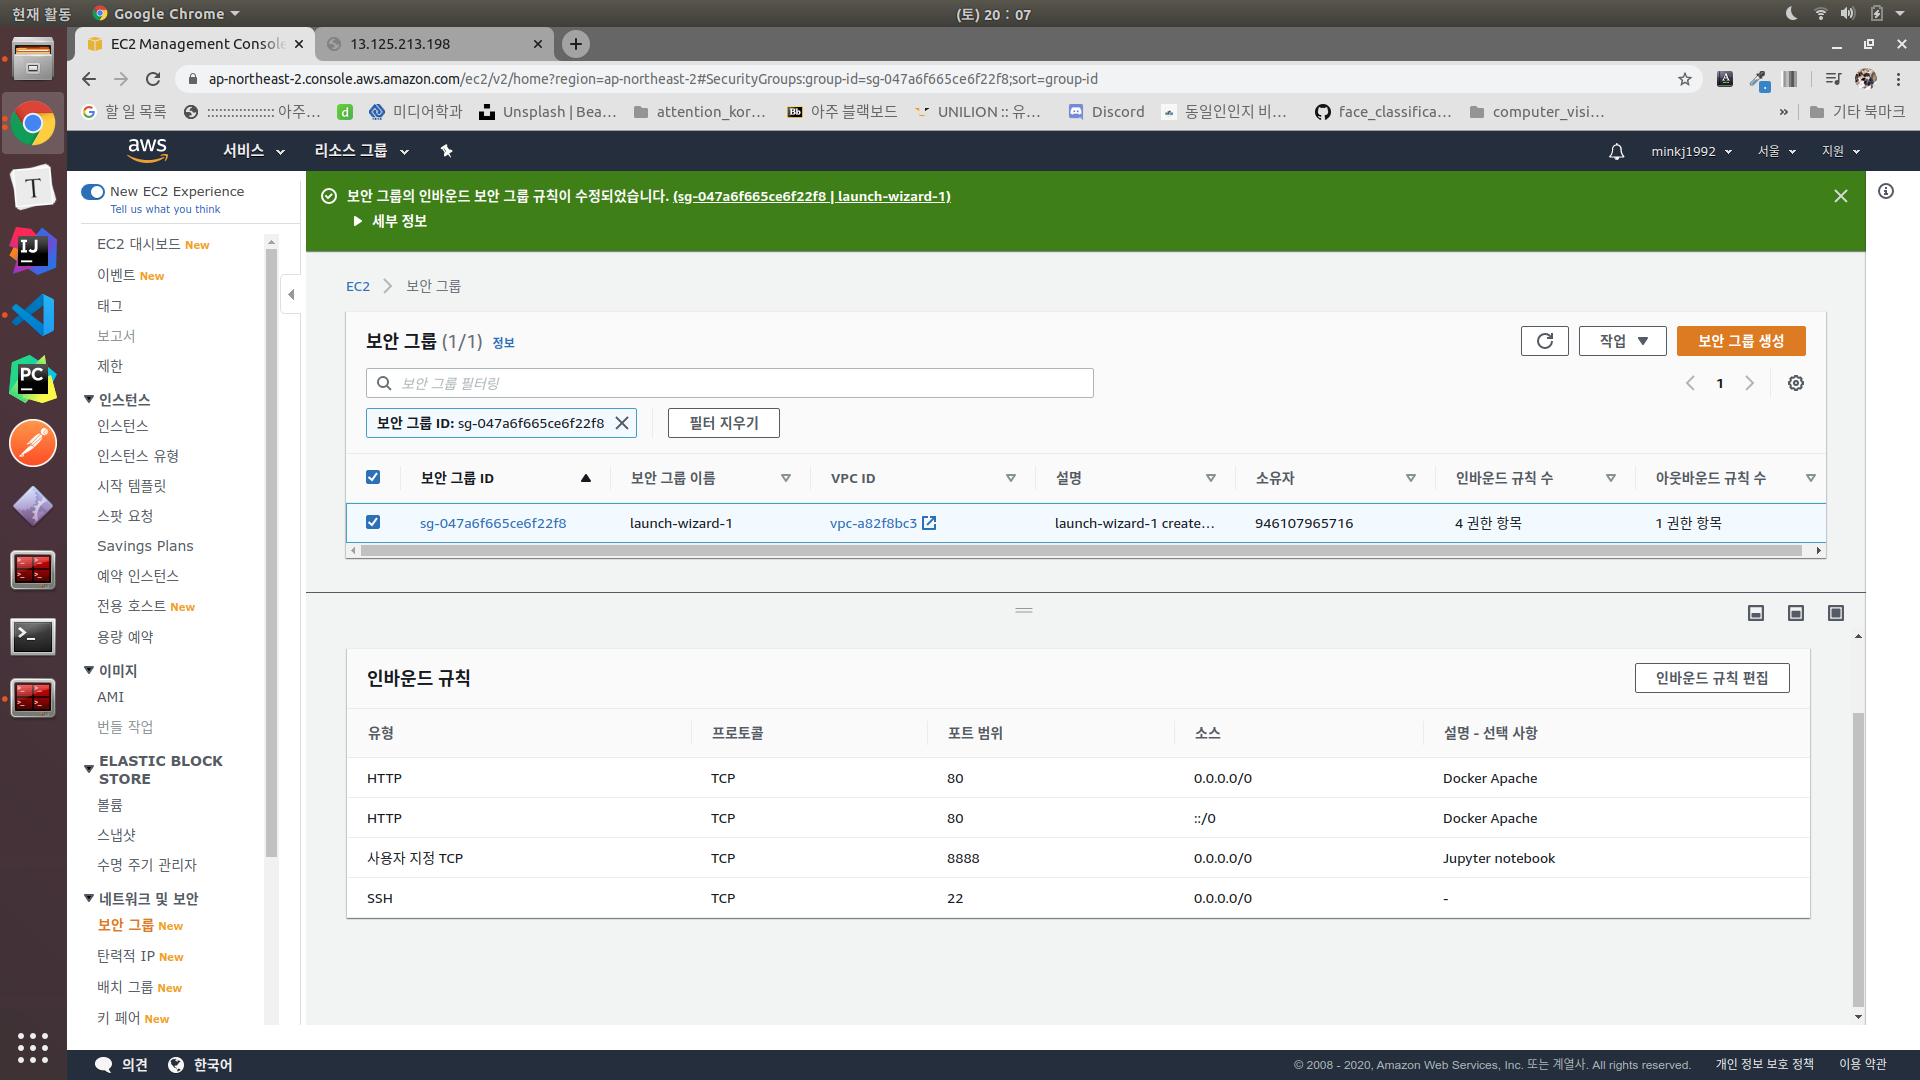 현재 활동
Google Chrome
(토) 20 : 07
EC2 Management Console
13.125.213.198
ap-northeast-2.console.aws.amazon.com/ec2/v2/home?region=ap-northeast-2#SecurityGroups:group-id=sg-047a6f665ce6f22f8;sort=group-id
할 일 목록
:::::::::::::::::: 아주…
미디어학과
Unsplash | Bea…
attention_kor…
아주 블랙보드
UNILION :: 유…
Discord
동일인인지 비…
face_classifica…
computer_visi…
»
기타 북마크
aws
서비스
리소스 그룹
minkj1992
서울
지원
New EC2 Experience
Tell us what you think
EC2 대시보드 New
이벤트 New
태그
보고서
제한
인스턴스
인스턴스
인스턴스 유형
시작 템플릿
스팟 요청
Savings Plans
예약 인스턴스
전용 호스트 New
용량 예약
이미지
AMI
번들 작업
ELASTIC BLOCK
STORE
볼륨
스냅샷
수명 주기 관리자
네트워크 및 보안
보안 그룹 New
탄력적 IP New
배치 그룹 New
키 페어 New
보안 그룹의 인바운드 보안 그룹 규칙이 수정되었습니다. (sg-047a6f665ce6f22f8 | launch-wizard-1)
세부 정보
EC2
보안 그룹
보안 그룹 (1/1) 정보
작업
보안 그룹 생성
보안 그룹 필터링
1
보안 그룹 ID: sg-047a6f665ce6f22f8
필터 지우기
보안 그룹 ID 보안 그룹 이름 VPC ID 설명 소유자 인바운드 규칙 수 아웃바운드 규칙 수
sg-047a6f665ce6f22f8 launch-wizard-1 vpc-a82f8bc3 launch-wizard-1 create… 946107965716 4 권한 항목 1 권한 항목
인바운드 규칙
인바운드 규칙 편집
유형 프로토콜 포트 범위 소스 설명 - 선택 사항
HTTP TCP 80 0.0.0.0/0 Docker Apache
HTTP TCP 80 ::/0 Docker Apache
사용자 지정 TCP TCP 8888 0.0.0.0/0 Jupyter notebook
SSH TCP 22 0.0.0.0/0 -
의견
한국어
© 2008 - 2020, Amazon Web Services, Inc. 또는 계열사. All rights reserved.
개인 정보 보호 정책
이용 약관